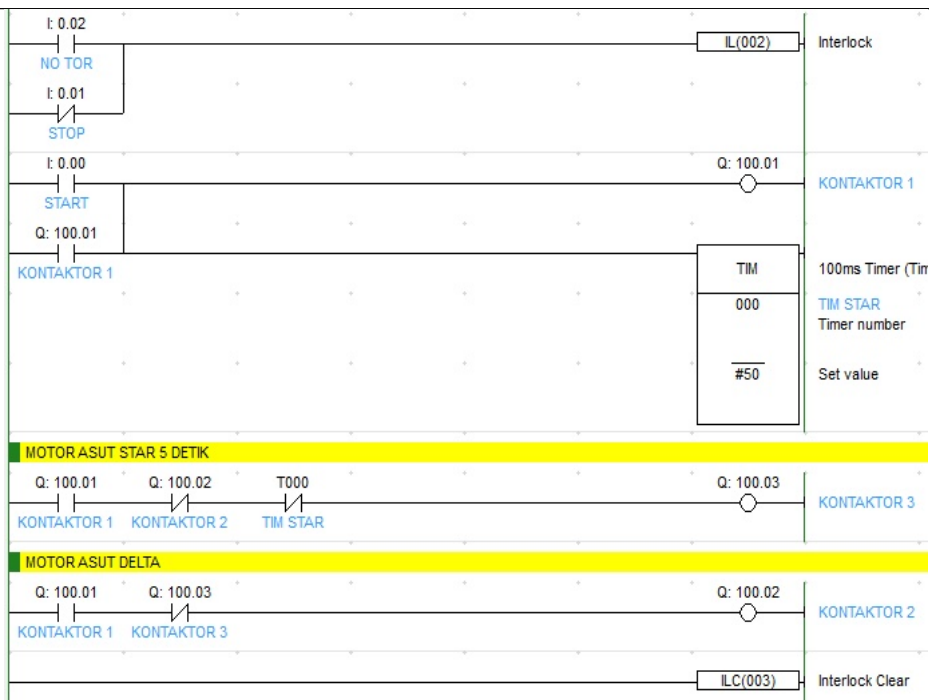 I: 0.02
IL(002) Interlock
NO TOR
I: 0.01
STOP
I: 0.00 Q: 100.01
KONTAKTOR 1
START
Q: 100.01
KONTAKTOR 1
TIM 100ms Timer (Tim
000 TIM STAR
Timer number
#50 Set value
MOTOR ASUT STAR 5 DETIK
Q: 100.01 Q: 100.02 T000 Q: 100.03
KONTAKTOR 3
KONTAKTOR 1 KONTAKTOR 2 TIM STAR
MOTOR ASUT DELTA
Q: 100.01 Q: 100.03 Q: 100.02
KONTAKTOR 2
KONTAKTOR 1 KONTAKTOR 3
ILC(003) Interlock Clear